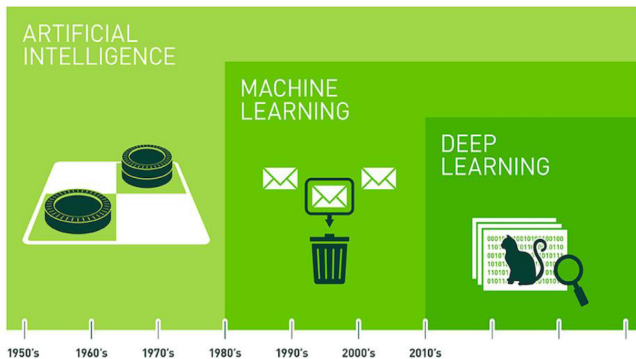 ARTIFICIAL
INTELLIGENCE
MACHINE
LEARNING
DEEP
LEARNING
1950's
1960's
1970's
1980's
1990's
2000's
2010's